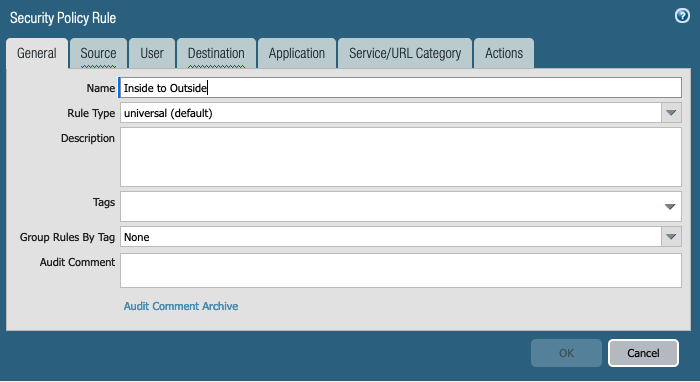 Security Policy Rule
General Source User Destination Application Service/URL Category Actions
Name Inside to Outside
Rule Type universal (default)
Description
Tags
Group Rules By Tag None
Audit Comment
Audit Comment Archive
OK Cancel